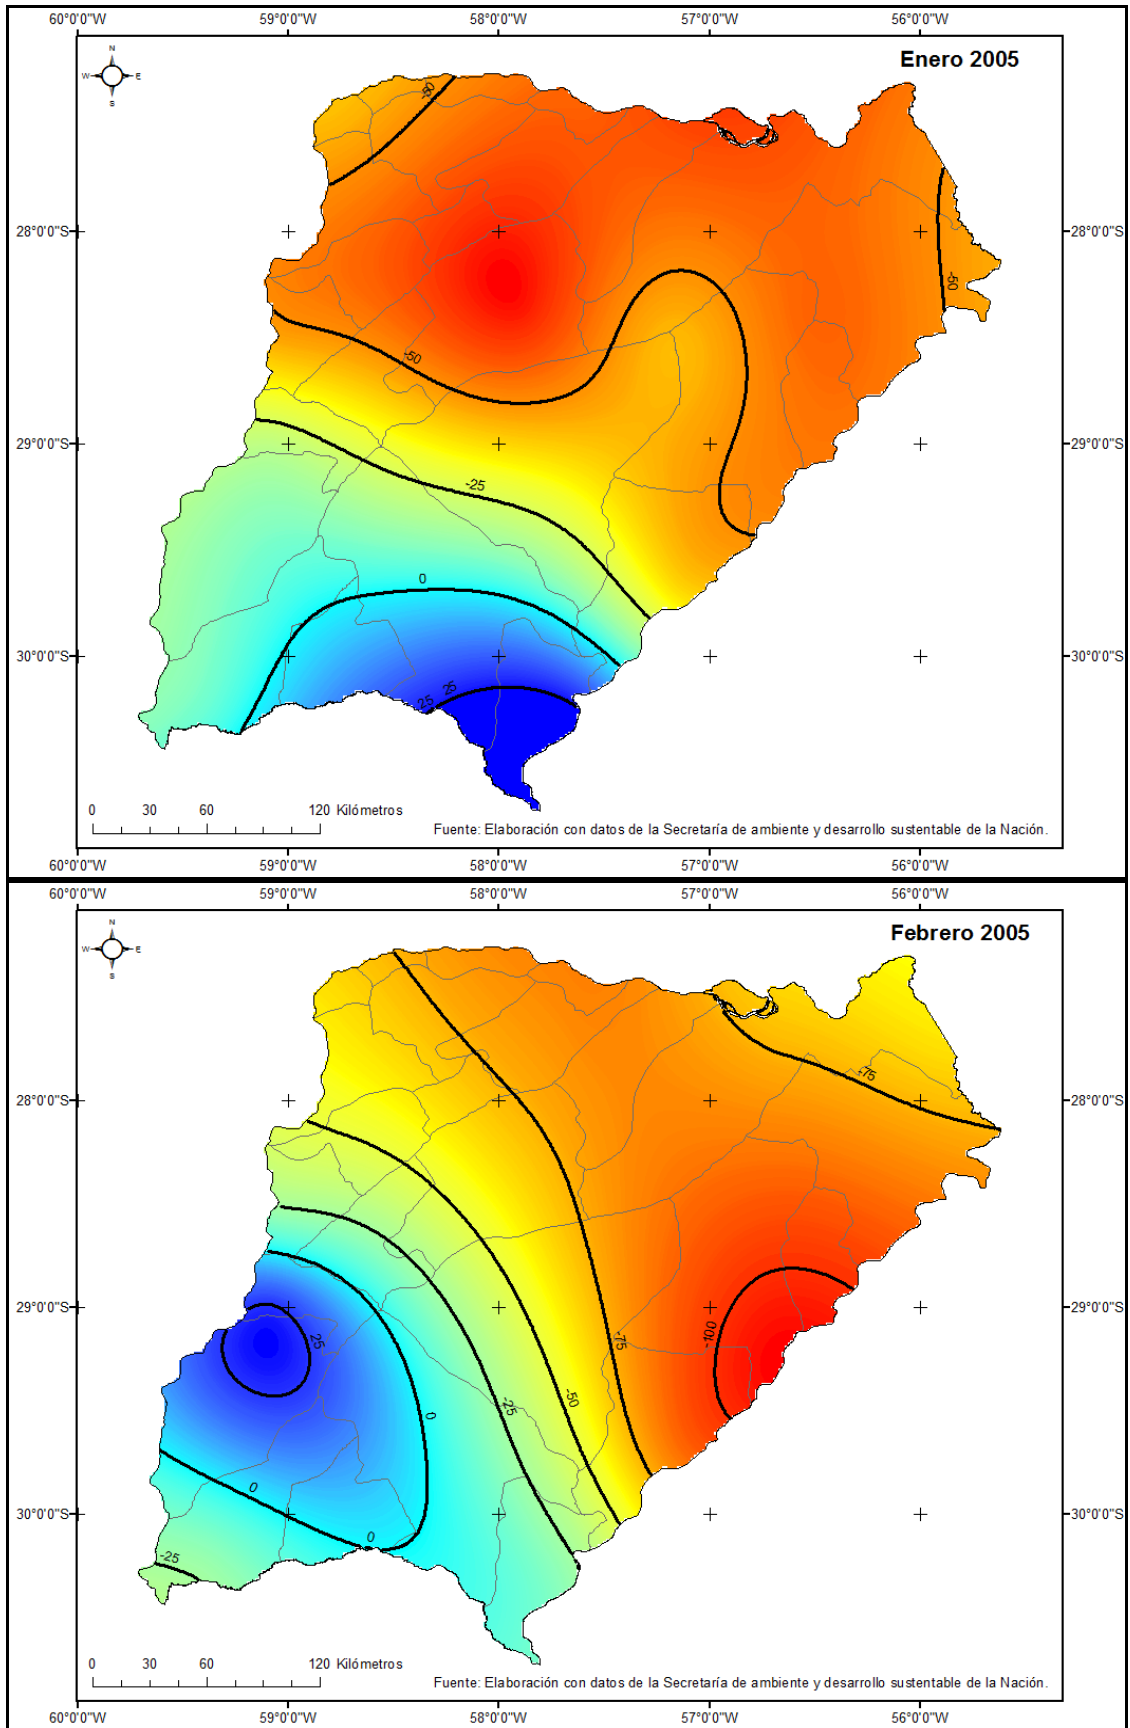 60°0'0"W 59°0'0"W 58°0'0"W 57°0'0"W 56°0'0"W
Enero 2005
N
W E
S
-50
28°0'0"S 28°0'0"S
-50
-50
29°0'0"S 29°0'0"S
-25
0
30°0'0"S 30°0'0"S
25 25
0 30 60 120 Kilómetros
Fuente: Elaboración con datos de la Secretaría de ambiente y desarrollo sustentable de la Nación.
60°0'0"W 59°0'0"W 58°0'0"W 57°0'0"W 56°0'0"W
60°0'0"W 59°0'0"W 58°0'0"W 57°0'0"W 56°0'0"W
Febrero 2005
N
W E
S
-75
28°0'0"S 28°0'0"S
29°0'0"S 29°0'0"S
25 -75 -100
-50
-25
0
0
30°0'0"S 30°0'0"S
0
-25
0 30 60 120 Kilómetros
Fuente: Elaboración con datos de la Secretaría de ambiente y desarrollo sustentable de la Nación.
60°0'0"W 59°0'0"W 58°0'0"W 57°0'0"W 56°0'0"W